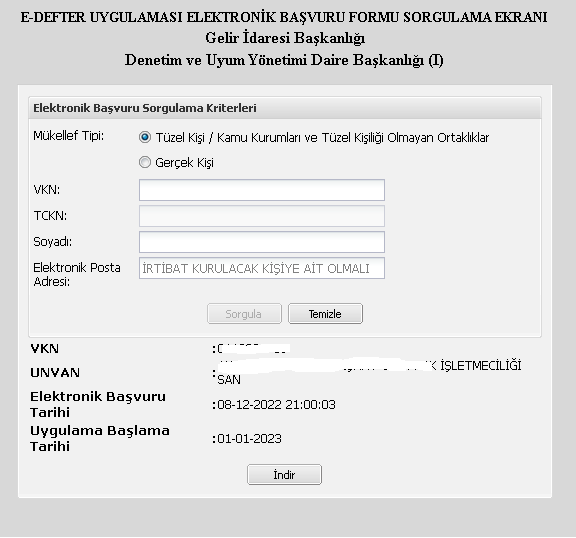 E-DEFTER UYGULAMASI ELEKTRONİK BAŞVURU FORMU SORGULAMA EKRANI
Gelir İdaresi Başkanlığı
Denetim ve Uyum Yönetimi Daire Başkanlığı (I)
Elektronik Başvuru Sorgulama Kriterleri
Mükellef Tipi: Tüzel Kişi / Kamu Kurumları ve Tüzel Kişiliği Olmayan Ortaklıklar
Gerçek Kişi
VKN:
TCKN:
Soyadı:
Elektronik Posta Adresi: İRTİBAT KURULACAK KİŞİYE AİT OLMALI
Sorgula Temizle
VKN :
UNVAN : İŞLETMECİLİĞİ
SAN
Elektronik Başvuru
Tarihi :08-12-2022 21:00:03
Uygulama Başlama
Tarihi :01-01-2023
İndir